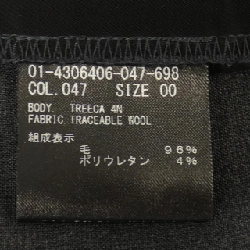 01-4306406-047-698
COL.047 SIZE 00
BODY. TREECA 4N
FABRIC TRACEABLE WOOL
組成表示
毛 96%
ポリウレタン 4%